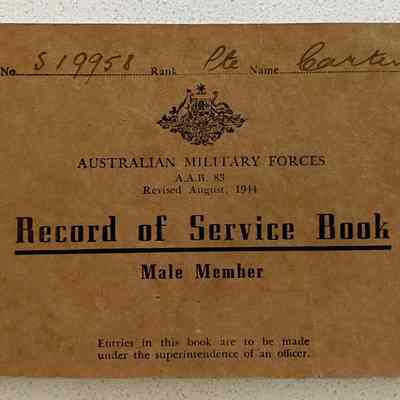 No. S 19958 Rank Pte Name Carter
AUSTRALIAN MILITARY FORCES
A.A.B. 83
Revised August, 1944
Record of Service Book
Male Member
Entries in this book are to be made
under the superintendence of an officer.